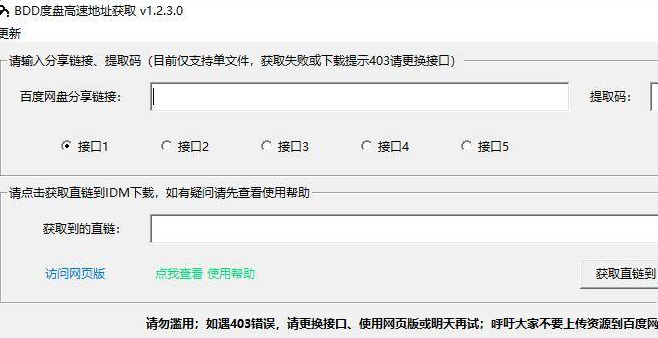 BDD度盘高速地址获取 v1.2.3.0
更新
请输入分享链接、提取码（目前仅支持单文件，获取失败或下载提示403请更换接口）
百度网盘分享链接： 提取码：
接口1 接口2 接口3 接口4 接口5
请点击获取直链到IDM下载，如有疑问请先查看使用帮助
获取到的直链：
访问网页版 点我查看 使用帮助 获取直链到
请勿滥用；如遇403错误，请更换接口、使用网页版或明天再试；呼吁大家不要上传资源到百度网